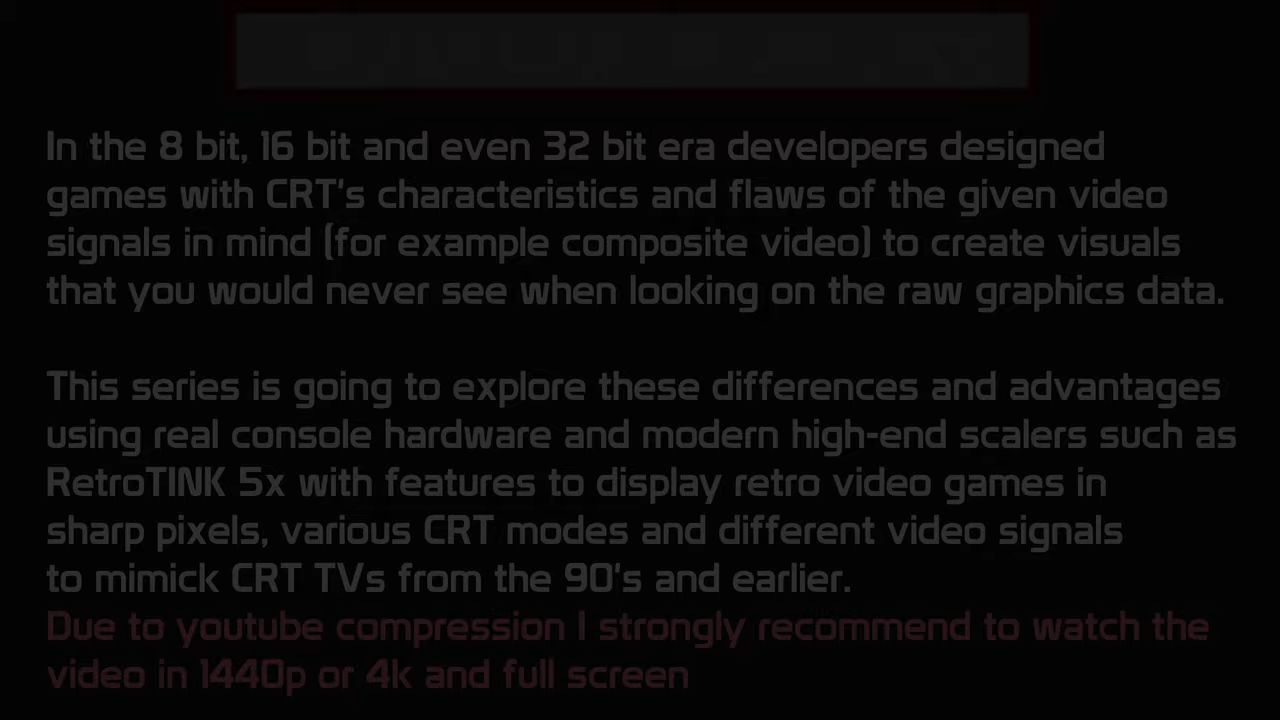 In the 8 bit, 16 bit and even 32 bit era developers designed
games with CRT's characteristics and flaws of the given video
signals in mind (for example composite video) to create visuals
that you would never see when looking on the raw graphics data.
This series is going to explore these differences and advantages
using real console hardware and modern high-end scalers such as
RetroTINK 5x with features to display retro video games in
sharp pixels, various CRT modes and different video signals
to mimick CRT TVs from the 90's and earlier.
Due to youtube compression I strongly recommend to watch the
video in 1440p or 4k and full screen